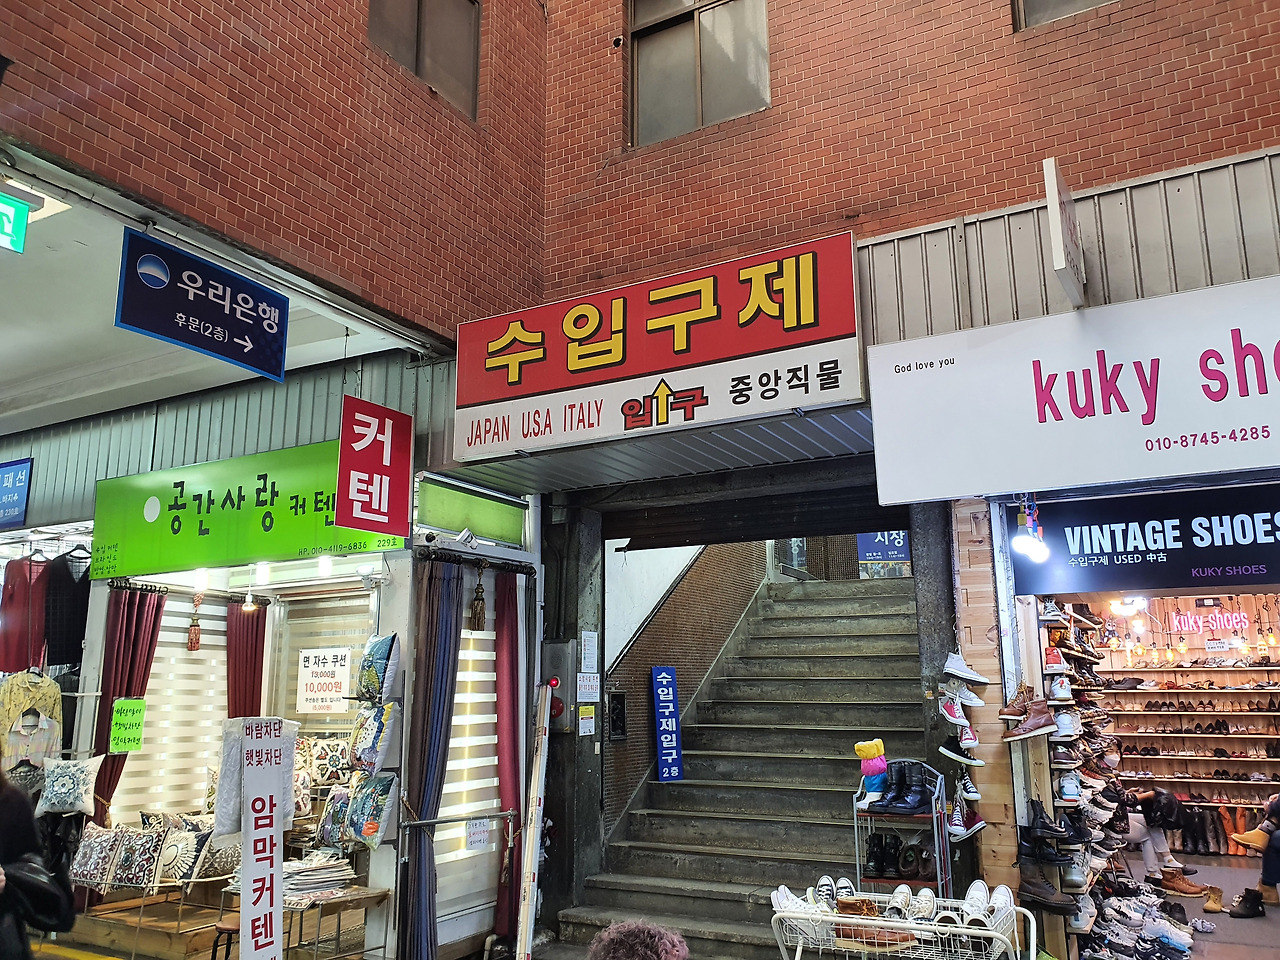 우리은행
후문(2층) →
커텐
공간사랑 커텐
HP. 010-4119-6836 229호
수입구제
JAPAN U.S.A ITALY 입구 중앙직물
God love you
kuky sho
010-8745-4285
VINTAGE SHOES
수입구제 USED 中古
KUKY SHOES
kuky shoes
시장
패션
면 자수 쿠션
13,000원
10,000원
바람차단
햇빛차단
암막커텐
수입구제입구
2층